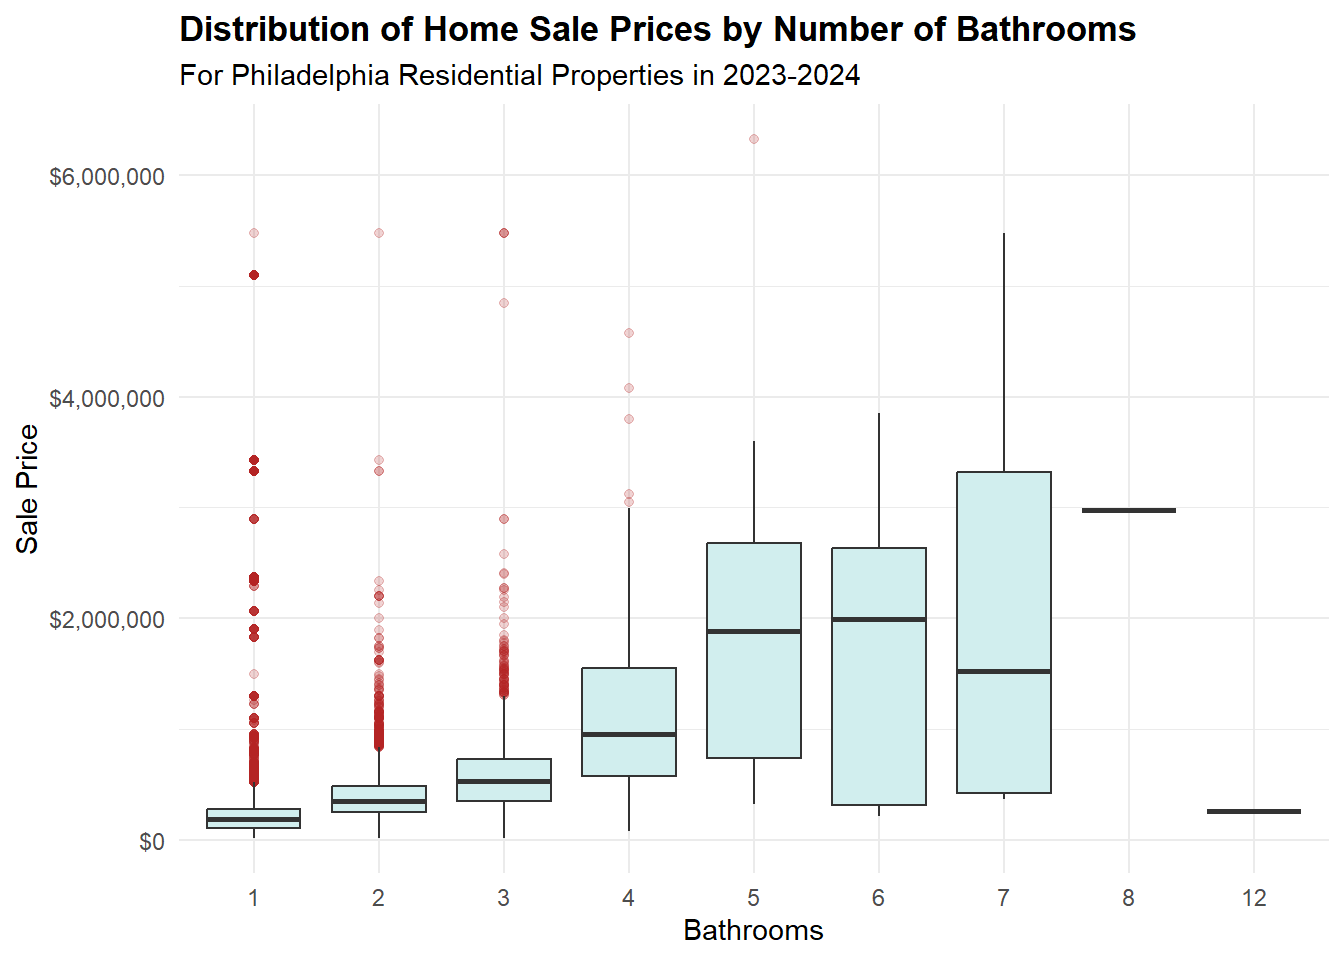 Distribution of Home Sale Prices by Number of Bathrooms
For Philadelphia Residential Properties in 2023-2024
$6,000,000
$4,000,000
$2,000,000
$0
Sale Price
1 2 3 4 5 6 7 8 12
Bathrooms